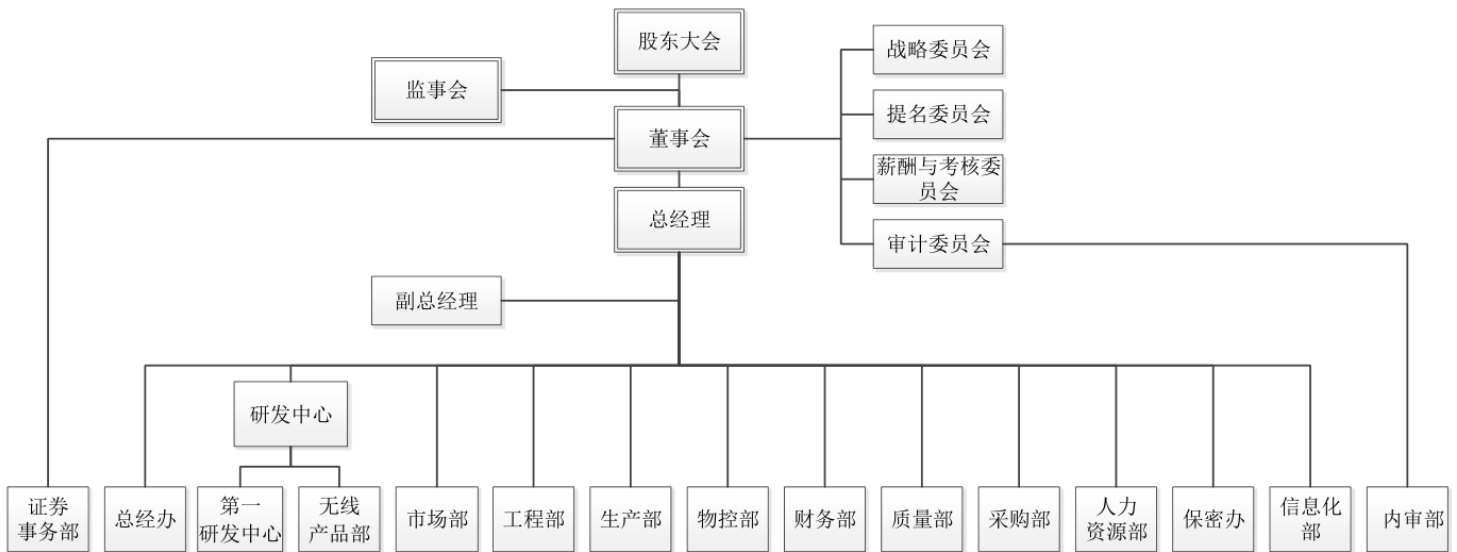 股东大会
战略委员会
监事会
提名委员会
董事会
薪酬与考核委
员会
总经理
审计委员会
副总经理
研发中心
证券
事务部
总经办
第一
研发中心
无线
产品部
市场部
工程部
生产部
物控部
财务部
质量部
采购部
人力
资源部
保密办
信息化
部
内审部